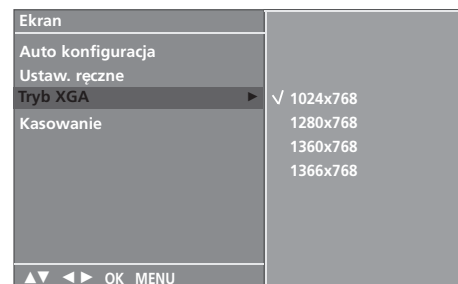 Ekran
Auto konfiguracja
Ustaw. ręczne
Tryb XGA ►
Kasowanie
√ 1024x768
1280x768
1360x768
1366x768
▲▼ ◄► OK MENU